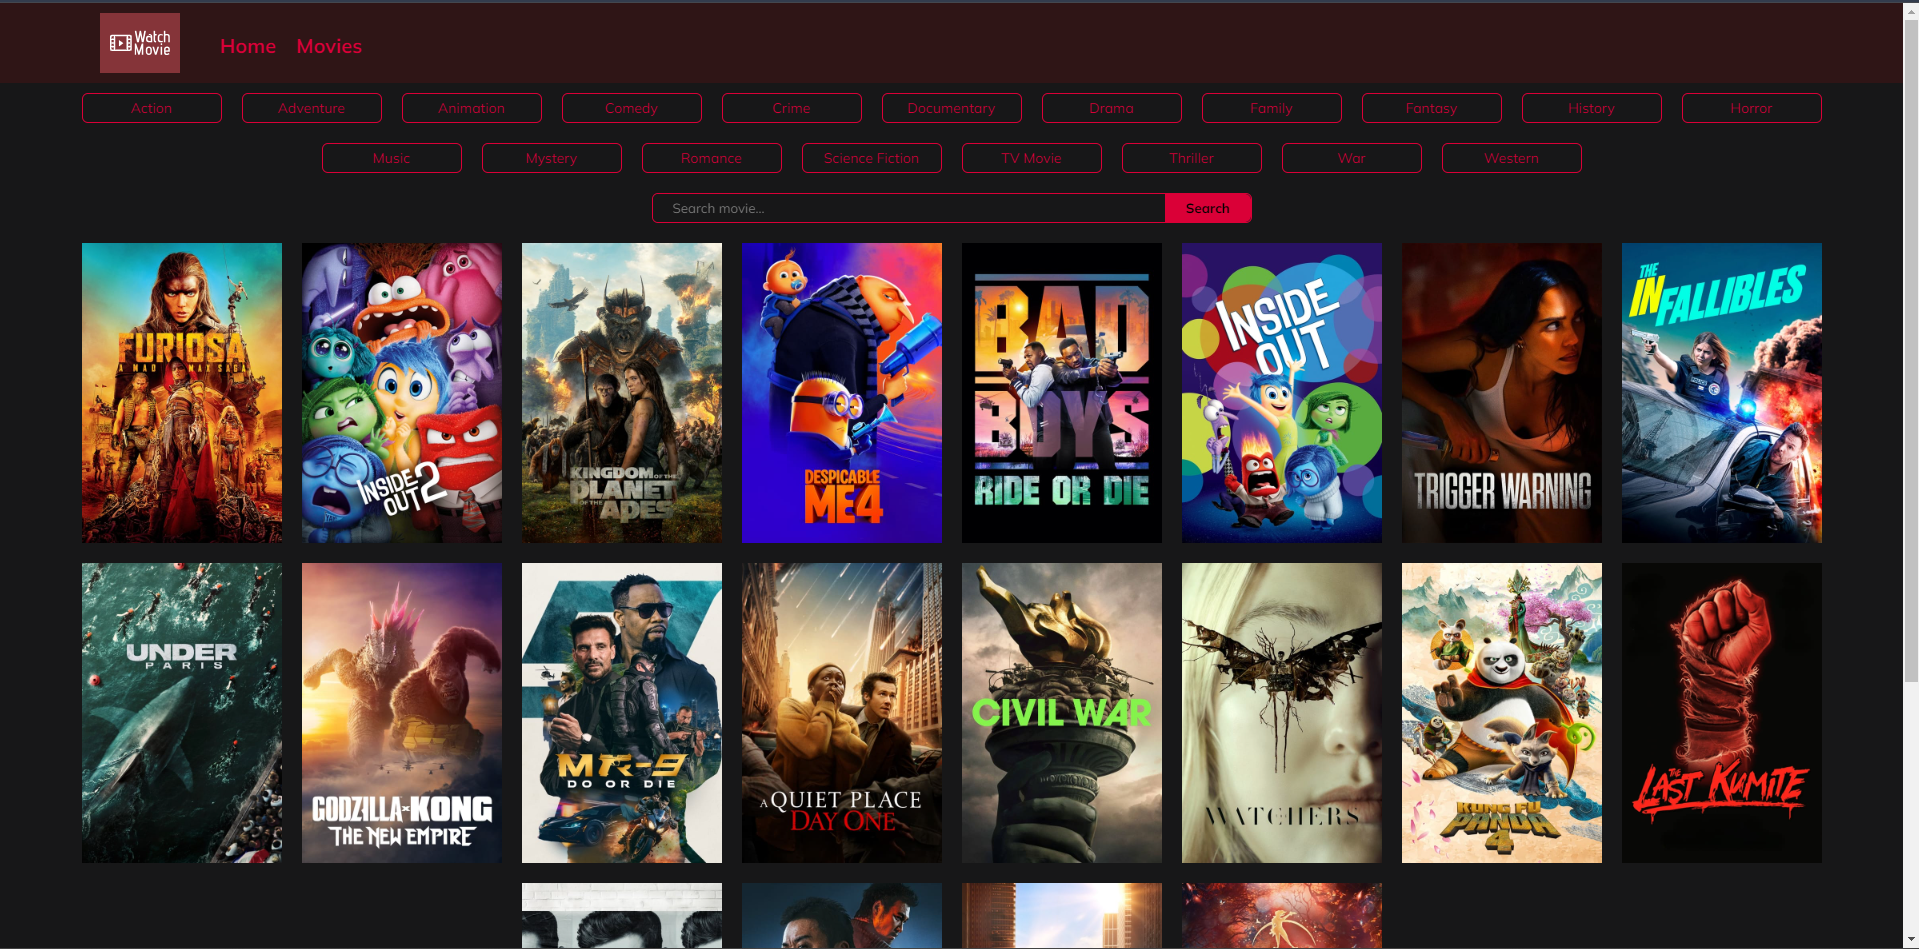 Watch
Movie
Home
Movies
Action
Adventure
Animation
Comedy
Crime
Documentary
Drama
Family
Fantasy
History
Horror
Music
Mystery
Romance
Science Fiction
TV Movie
Thriller
War
Western
Search movie...
Search
FURIOSA
A MAD MAX SAGA
INSIDE
OUT 2
KINGDOM OF THE
PLANET
OF THE APES
DESPICABLE
ME 4
BAD
BOYS
RIDE OR DIE
INSIDE
OUT
TRIGGER WARNING
THE
INFALLIBLES
UNDER
PARIS
GODZILLA x KONG
THE NEW EMPIRE
MR-9
DO OR DIE
A QUIET PLACE
DAY ONE
CIVIL WAR
WATCHERS
KUNG FU
PANDA
4
THE
LAST KUMITE